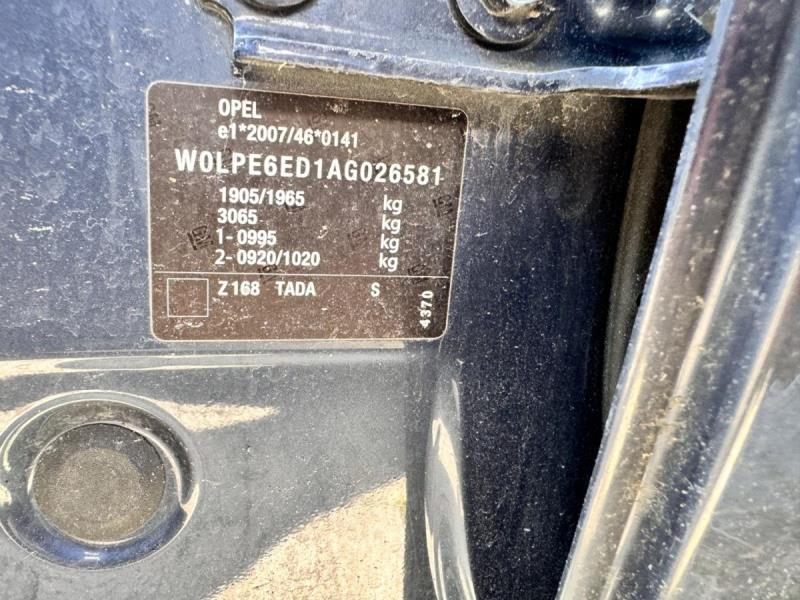 OPEL
e1*2007/46*0141
W0LPE6ED1AG026581
1905/1965 kg
3065 kg
1- 0995 kg
2- 0920/1020 kg
Z168 TADA S
4370